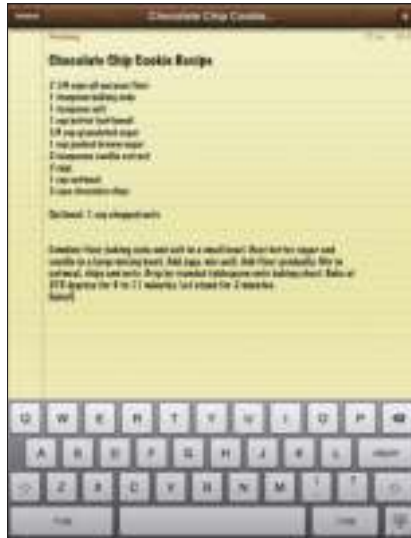 Chocolate Chip Cookie...
Chocolate Chip Cookie Recipe
2 1/4 cups all purpose flour
1 teaspoon baking soda
1 teaspoon salt
1 cup butter (softened)
3/4 cup granulated sugar
1 cup packed brown sugar
2 teaspoons vanilla extract
2 eggs
1 cup oatmeal
2 cups chocolate chips
Optional: 1 cup chopped nuts
Combine flour, baking soda and salt in a small bowl. Beat butter, sugar and
vanilla in a large mixing bowl. Add eggs, mix well. Add flour gradually. Stir in
oatmeal, chips and nuts. Drop by rounded tablespoons onto baking sheet. Bake at
375 degrees for 9 to 11 minutes. Let stand for 2 minutes.
Q W E R T Y U I O P
A S D F G H J K L
Z X C V B N M ! ?